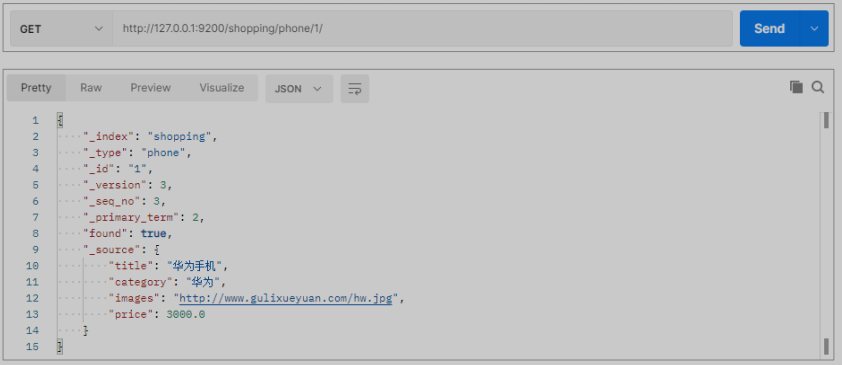 GET http://127.0.0.1:9200/shopping/phone/1/ Send
Pretty Raw Preview Visualize JSON
1 {
2 "_index": "shopping",
3 "_type": "phone",
4 "_id": "1",
5 "_version": 3,
6 "_seq_no": 3,
7 "_primary_term": 2,
8 "found": true,
9 "_source": {
10 "title": "华为手机",
11 "category": "华为",
12 "images": "http://www.gulixueyuan.com/hw.jpg",
13 "price": 3000.0
14 }
15 }